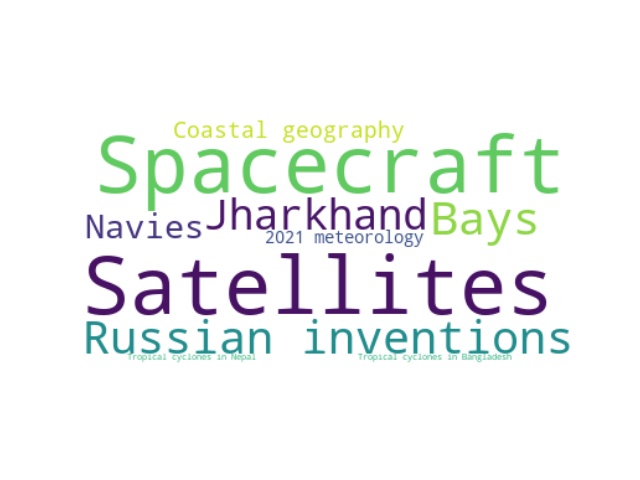 Coastal geography
Spacecraft
Jharkhand
Bays
Navies
2021 meteorology
Satellites
Russian inventions
Tropical cyclones in Nepal
Tropical cyclones in Bangladesh